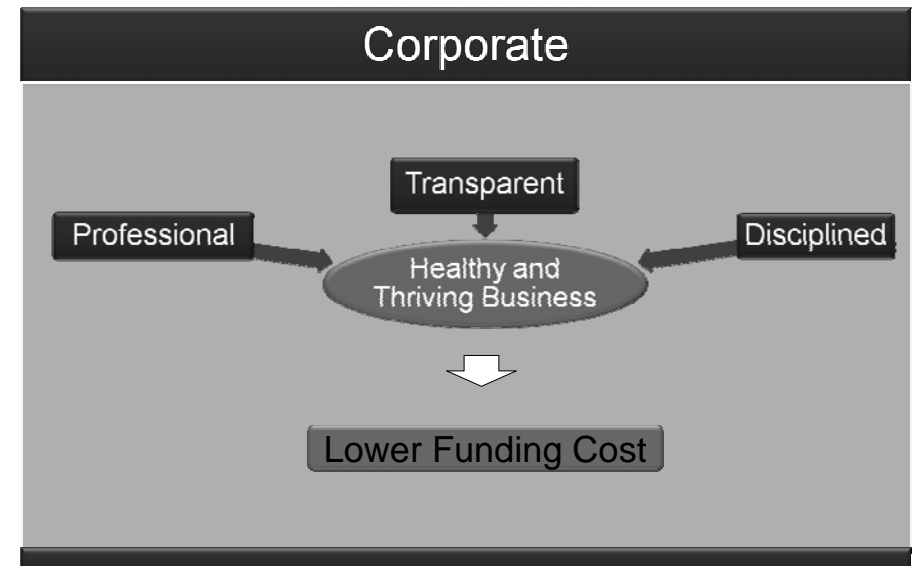 Corporate
Transparent
Professional
Disciplined
Healthy and
Thriving Business
Lower Funding Cost